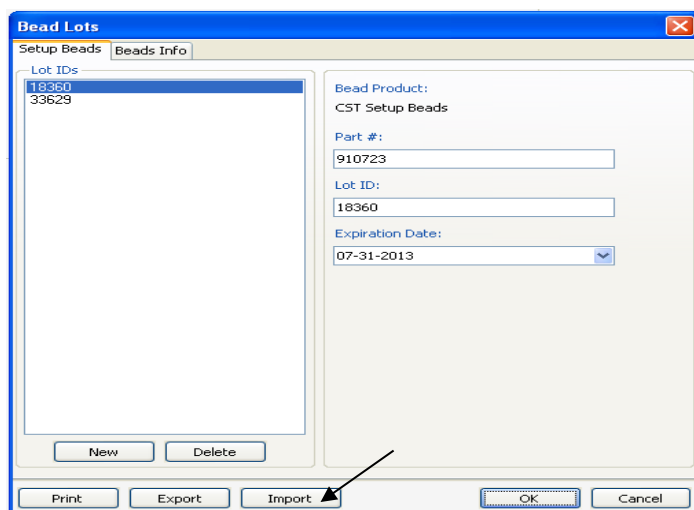 Bead Lots
Setup Beads Beads Info
Lot IDs
18360
33629
New Delete
Bead Product:
CST Setup Beads
Part #:
910723
Lot ID:
18360
Expiration Date:
07-31-2013
Print Export Import OK Cancel